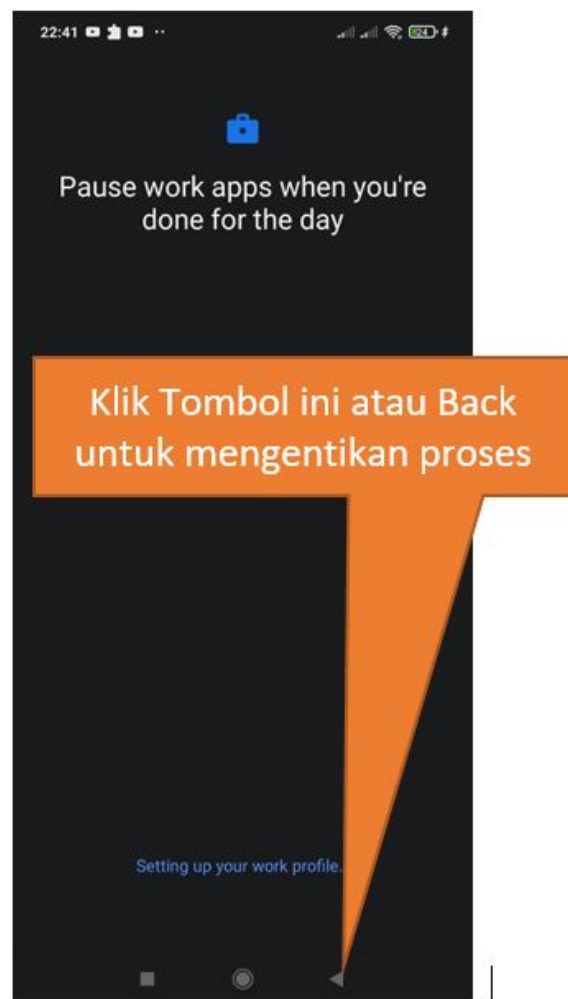 22:41
24
Pause work apps when you're
done for the day
Klik Tombol ini atau Back
untuk mengentikan proses
Setting up your work profile.